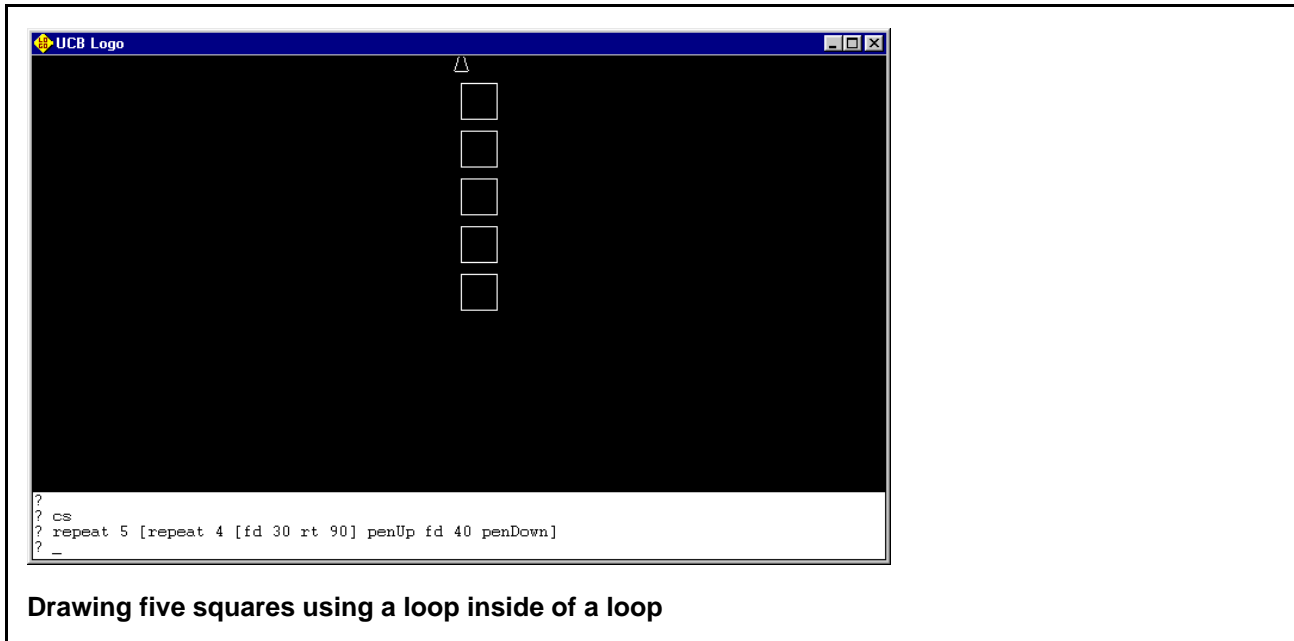 UCB Logo
?
? cs
? repeat 5 [repeat 4 [fd 30 rt 90] penUp fd 40 penDown]
? _
Drawing five squares using a loop inside of a loop